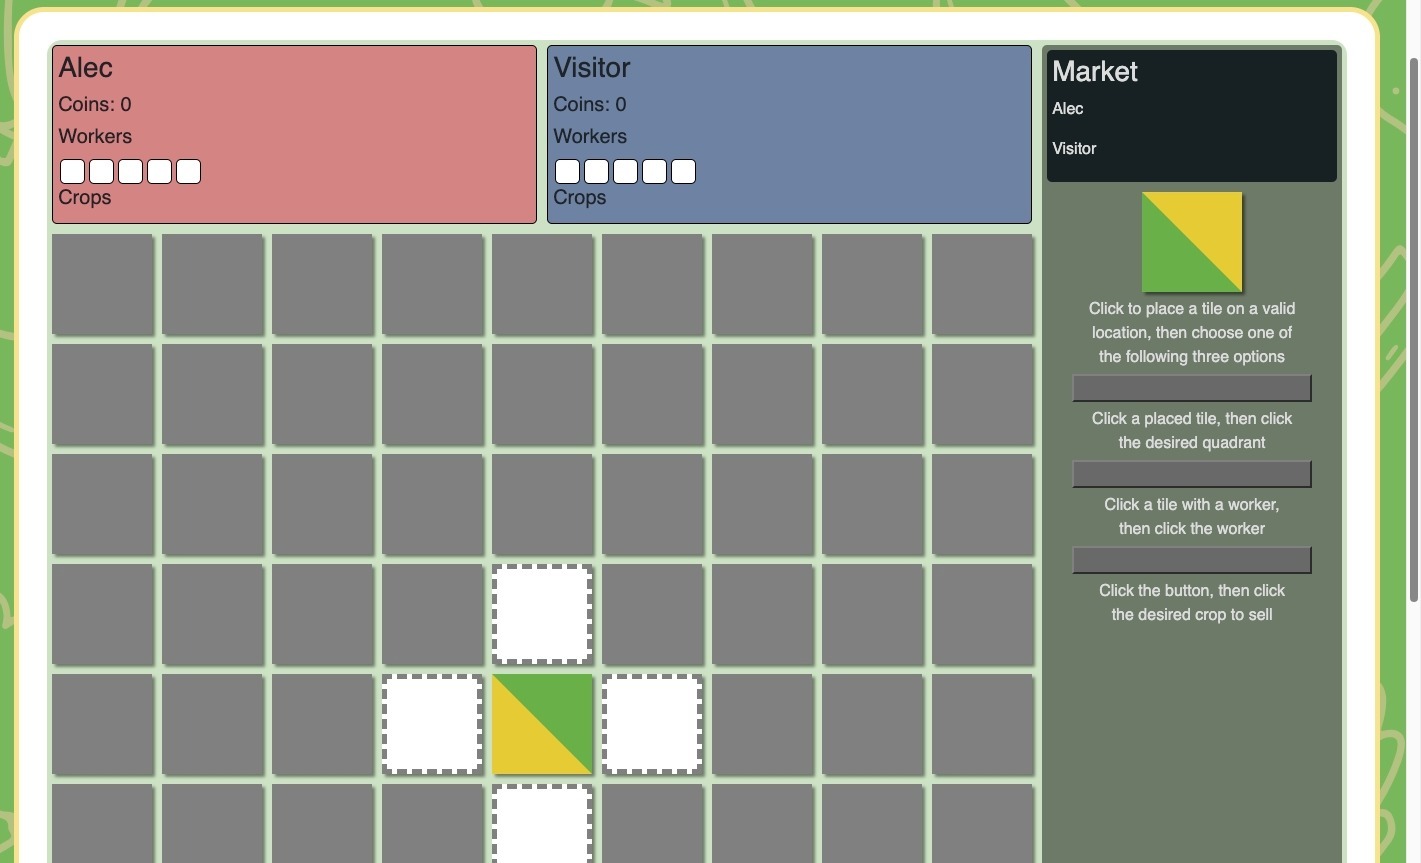 Alec
Coins: 0
Workers
Crops
Visitor
Coins: 0
Workers
Crops
Market
Alec
Visitor
Click to place a tile on a valid
location, then choose one of
the following three options
Click a placed tile, then click
the desired quadrant
Click a tile with a worker,
then click the worker
Click the button, then click
the desired crop to sell